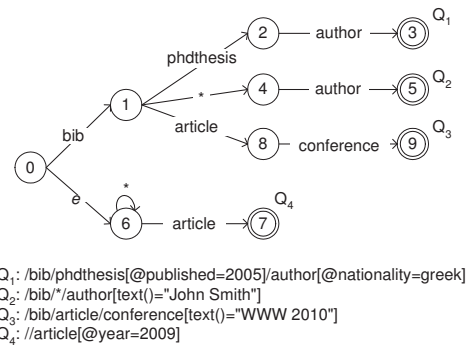 2 author 3 Q1
phdthesis
1 * 4 author 5 Q2
bib article 8 conference 9 Q3
0
e * 6 article 7 Q4
Q1: /bib/phdthesis[@published=2005]/author[@nationality=greek]
Q2: /bib/*/author[text()="John Smith"]
Q3: /bib/article/conference[text()="WWW 2010"]
Q4: //article[@year=2009]